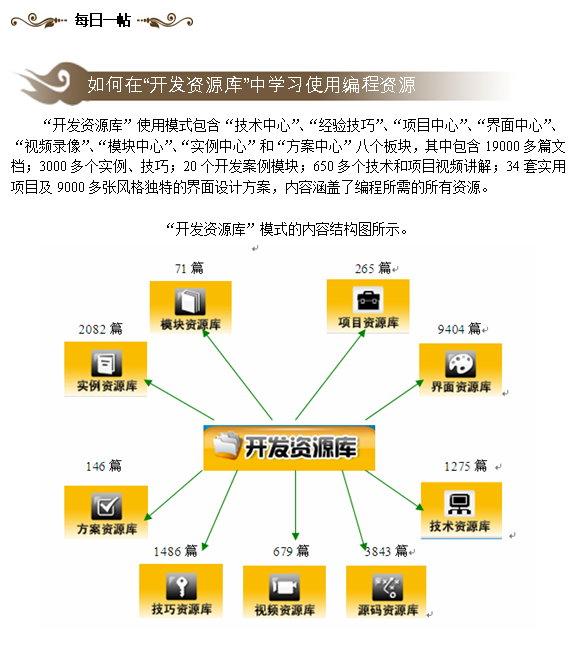 每日一帖
如何在“开发资源库”中学习使用编程资源
“开发资源库”使用模式包含“技术中心”、“经验技巧”、“项目中心”、“界面中心”、
“视频录像”、“模块中心”、“实例中心”和“方案中心”八个板块，其中包含 19000 多篇文
档；3000 多个实例、技巧；20 个开发案例模块；650 多个技术和项目视频讲解；34 套实用
项目及 9000 多张风格独特的界面设计方案，内容涵盖了编程所需的所有资源。
“开发资源库”模式的内容结构图所示。
71 篇
模块资源库
265 篇
项目资源库
2082 篇
实例资源库
9404 篇
界面资源库
开发资源库
146 篇
方案资源库
1275 篇
技术资源库
1486 篇
技巧资源库
679 篇
视频资源库
3843 篇
源码资源库